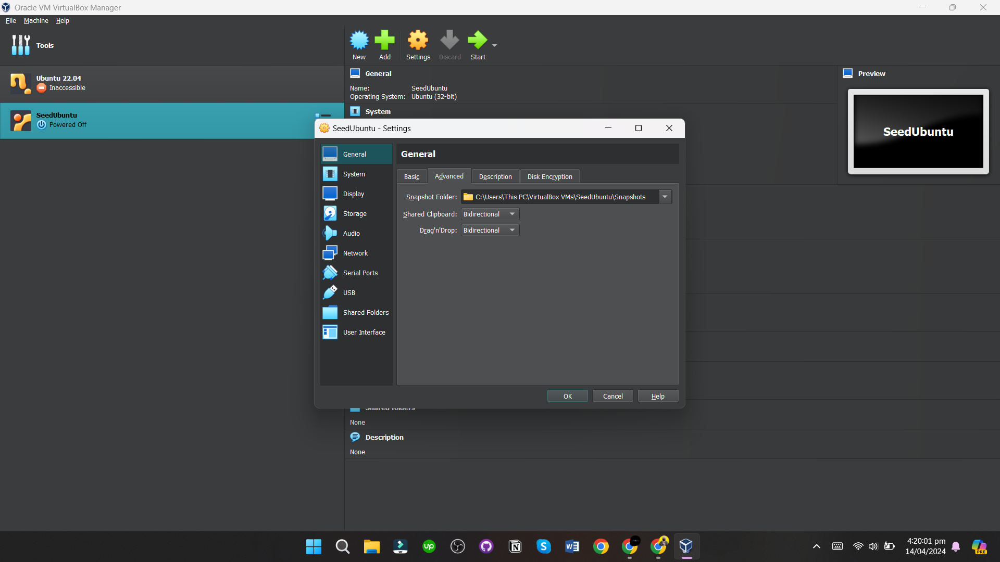 Oracle VM VirtualBox Manager
File Machine Help
Tools
New Add Settings Discard Start
Ubuntu 22.04
Inaccessible
SeedUbuntu
Powered Off
General
Name: SeedUbuntu
Operating System: Ubuntu (32-bit)
System
Preview
SeedUbuntu
SeedUbuntu - Settings
General
System
Display
Storage
Audio
Network
Serial Ports
USB
Shared Folders
User Interface
General
Basic Advanced Description Disk Encryption
Snapshot Folder: C:\Users\This PC\VirtualBox VMs\SeedUbuntu\Snapshots
Shared Clipboard: Bidirectional
Drag'n'Drop: Bidirectional
OK Cancel Help
Shared folders
None
Description
None
up
N
S
W
4:20:01 pm
14/04/2024
PRE